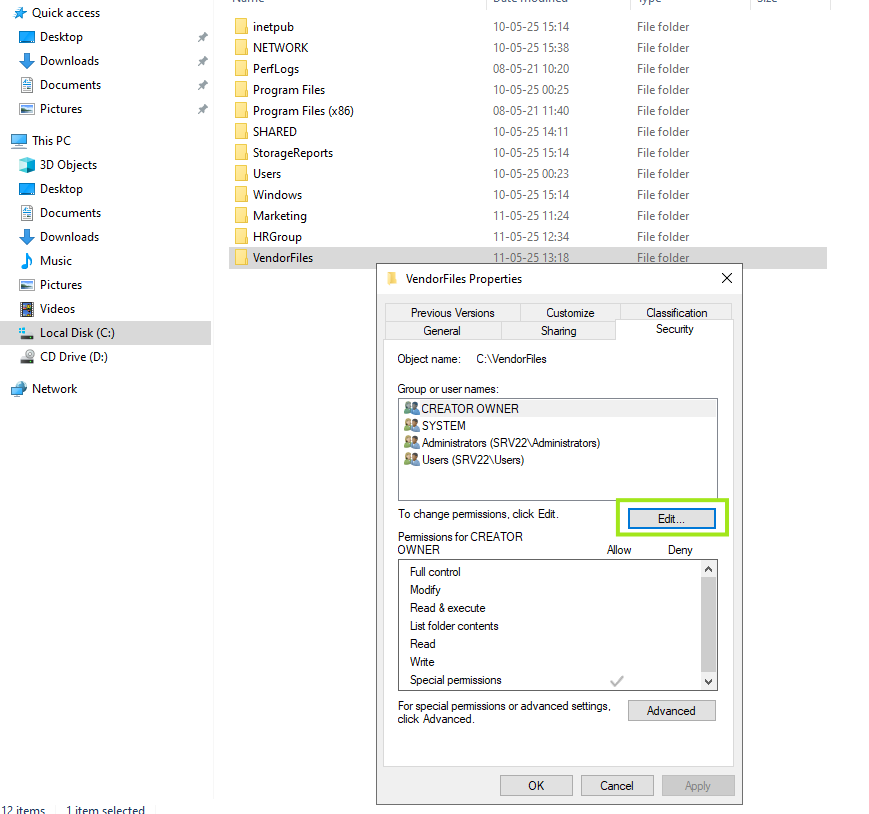 Name Date modified Type Size
Quick access
Desktop
Downloads
Documents
Pictures
This PC
3D Objects
Desktop
Documents
Downloads
Music
Pictures
Videos
Local Disk (C:)
CD Drive (D:)
Network
inetpub 10-05-25 15:14 File folder
NETWORK 10-05-25 15:38 File folder
PerfLogs 08-05-21 10:20 File folder
Program Files 10-05-25 00:25 File folder
Program Files (x86) 08-05-21 11:40 File folder
SHARED 10-05-25 14:11 File folder
StorageReports 10-05-25 15:14 File folder
Users 10-05-25 00:23 File folder
Windows 10-05-25 15:14 File folder
Marketing 11-05-25 11:24 File folder
HRGroup 11-05-25 12:34 File folder
VendorFiles 11-05-25 13:18 File folder
VendorFiles Properties
Previous Versions Customize Classification
General Sharing Security
Object name: C:\VendorFiles
Group or user names:
CREATOR OWNER
SYSTEM
Administrators (SRV22\Administrators)
Users (SRV22\Users)
To change permissions, click Edit.
Edit...
Permissions for CREATOR
OWNER Allow Deny
Full control
Modify
Read & execute
List folder contents
Read
Write
Special permissions
For special permissions or advanced settings,
click Advanced.
Advanced
OK Cancel Apply
12 items 1 item selected